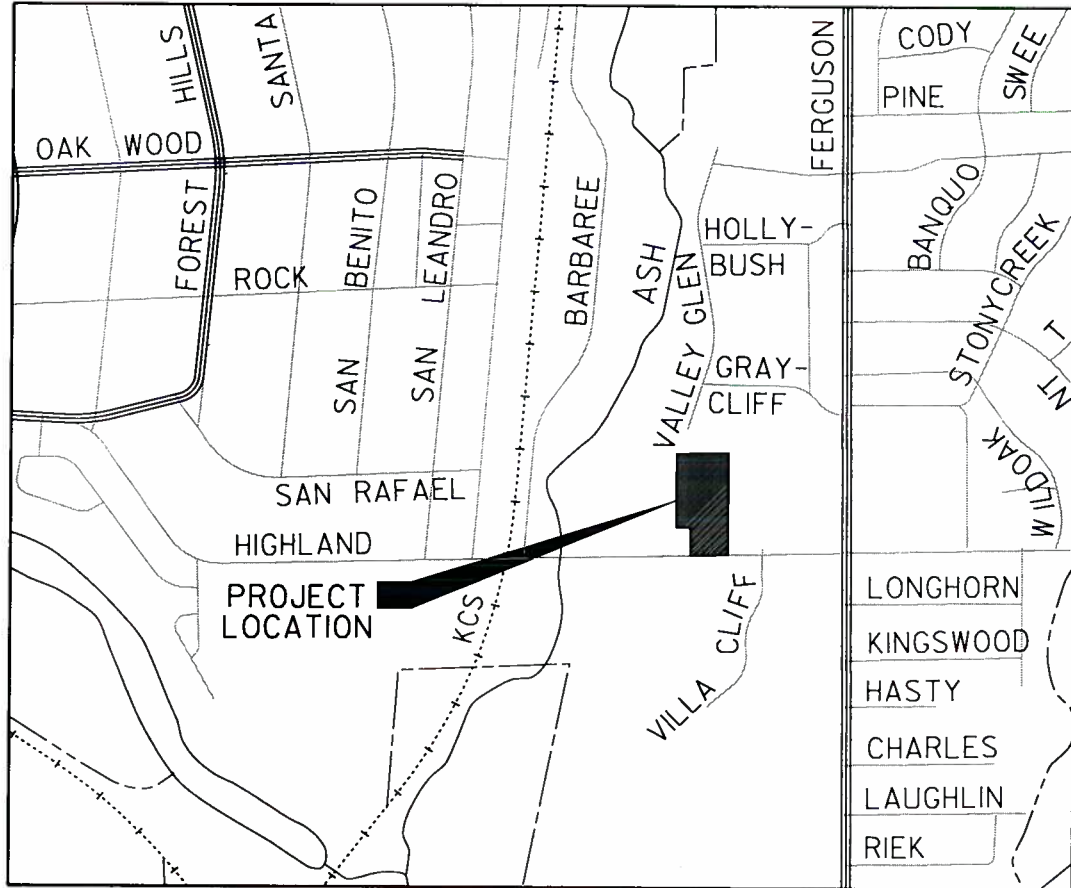 HILLS
SANTA
OAK WOOD
FOREST
ROCK
SAN BENITO
SAN LEANDRO
BARBAREE
ASH
VALLEY GLEN
FERGUSON
HOLLY-
BUSH
GRAY-
CLIFF
CODY
PINE
SWEE
BANQUO
STONYCREEK
T
NT
WILDOAK
SAN RAFAEL
HIGHLAND
PROJECT
LOCATION
KCS
VILLA CLIFF
LONGHORN
KINGSWOOD
HASTY
CHARLES
LAUGHLIN
RIEK